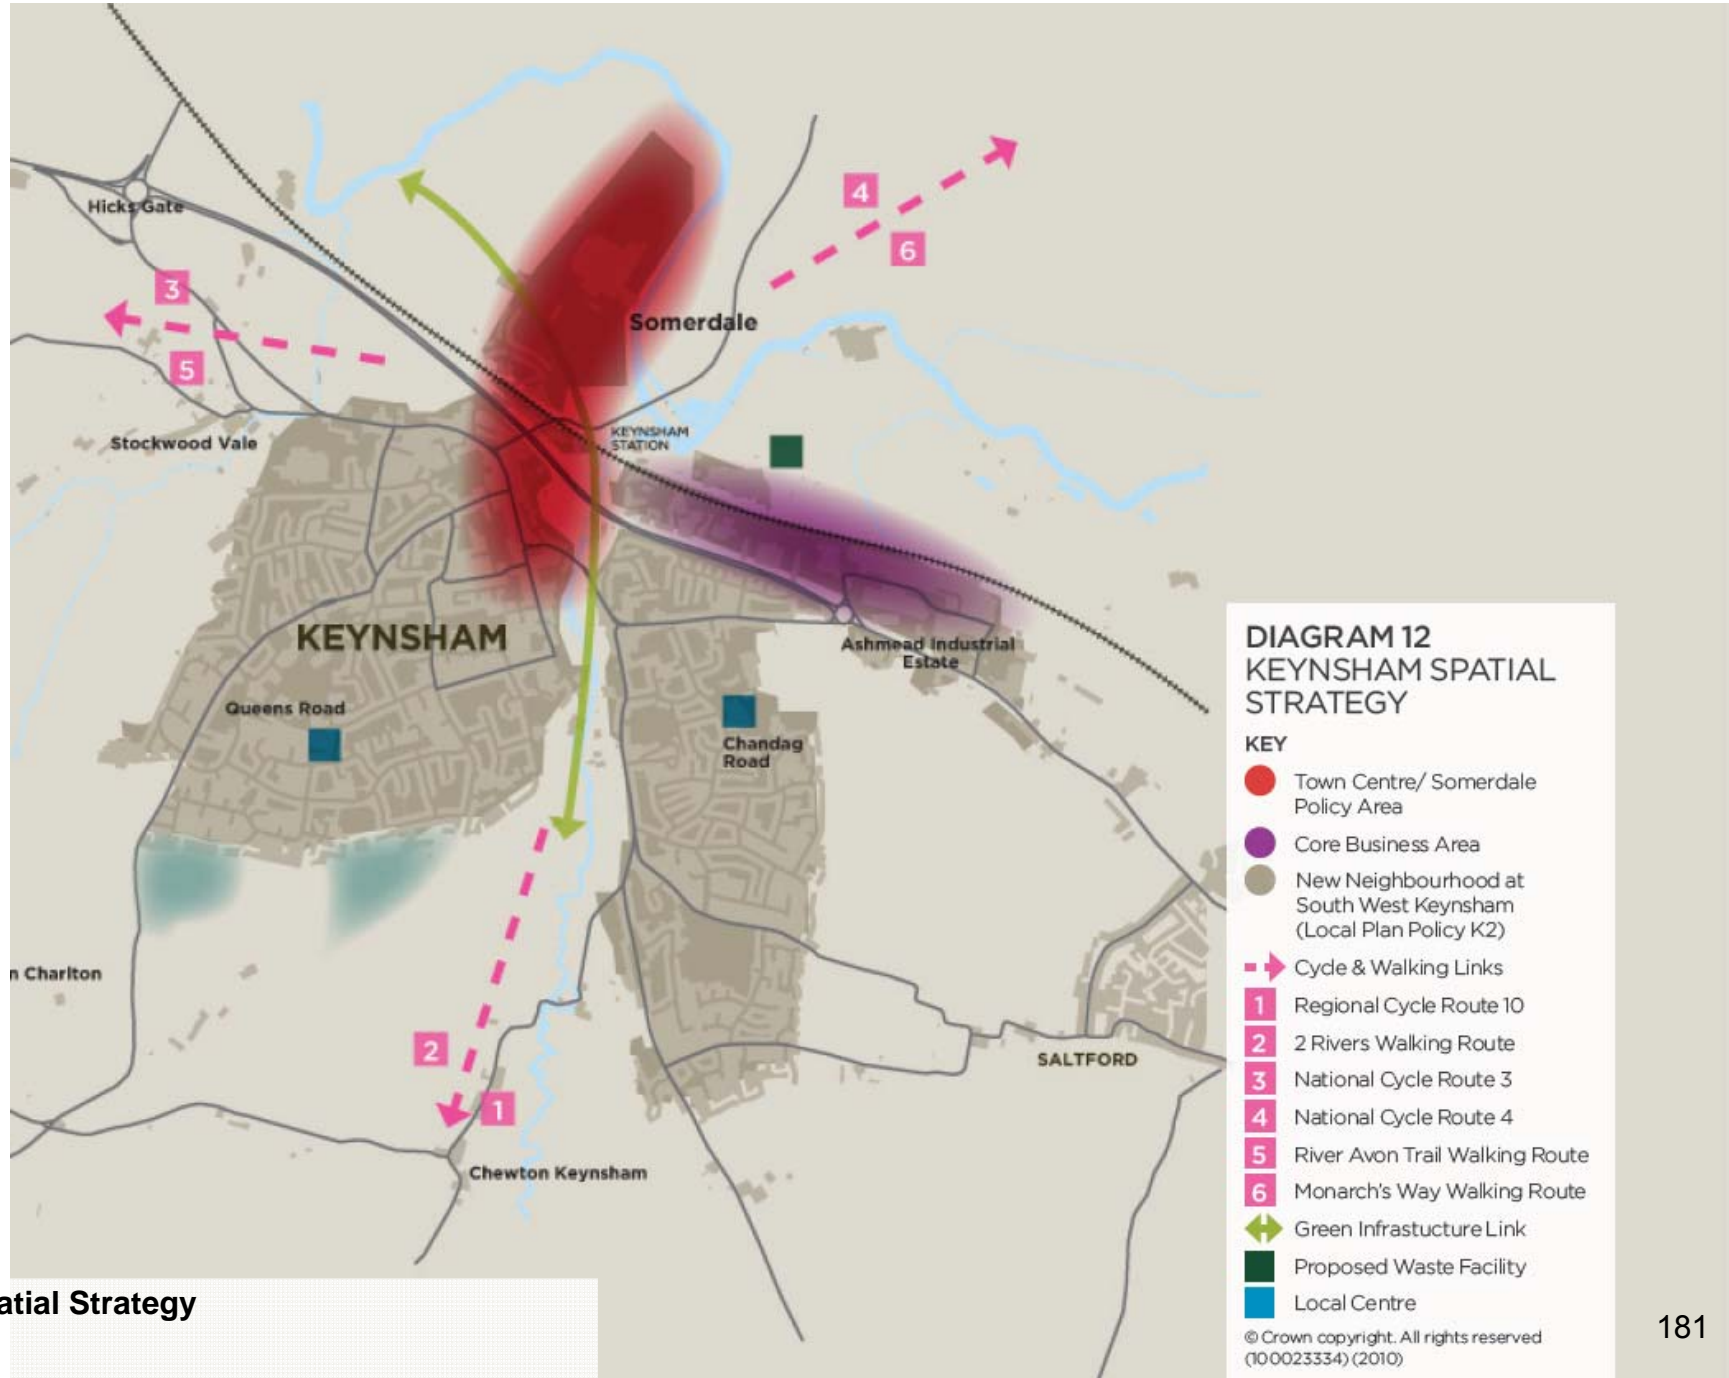 Hicks Gate
3
5
4
6
Somerdale
Stockwood Vale
KEYNSHAM
STATION
KEYNSHAM
Ashmead Industrial
Estate
Queens Road
Chandag
Road
n Charlton
2
1
SALTFORD
Chewton Keynsham
DIAGRAM 12
KEYNSHAM SPATIAL
STRATEGY
KEY
Town Centre/ Somerdale
Policy Area
Core Business Area
New Neighbourhood at
South West Keynsham
(Local Plan Policy K2)
Cycle & Walking Links
1 Regional Cycle Route 10
2 2 Rivers Walking Route
3 National Cycle Route 3
4 National Cycle Route 4
5 River Avon Trail Walking Route
6 Monarch's Way Walking Route
Green Infrastucture Link
Proposed Waste Facility
Local Centre
© Crown copyright. All rights reserved
(100023334) (2010)
atial Strategy
181